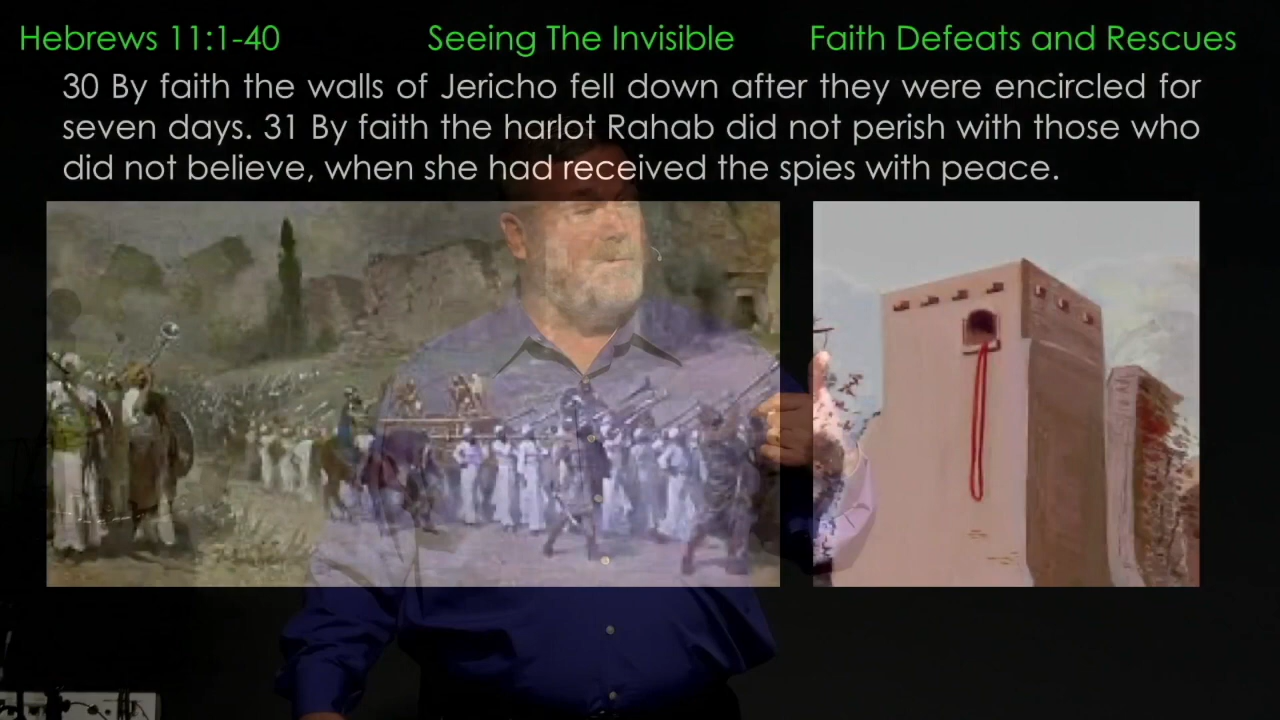 Hebrews 11:1-40 Seeing The Invisible Faith Defeats and Rescues
30 By faith the walls of Jericho fell down after they were encircled for
seven days. 31 By faith the harlot Rahab did not perish with those who
did not believe, when she had received the spies with peace.